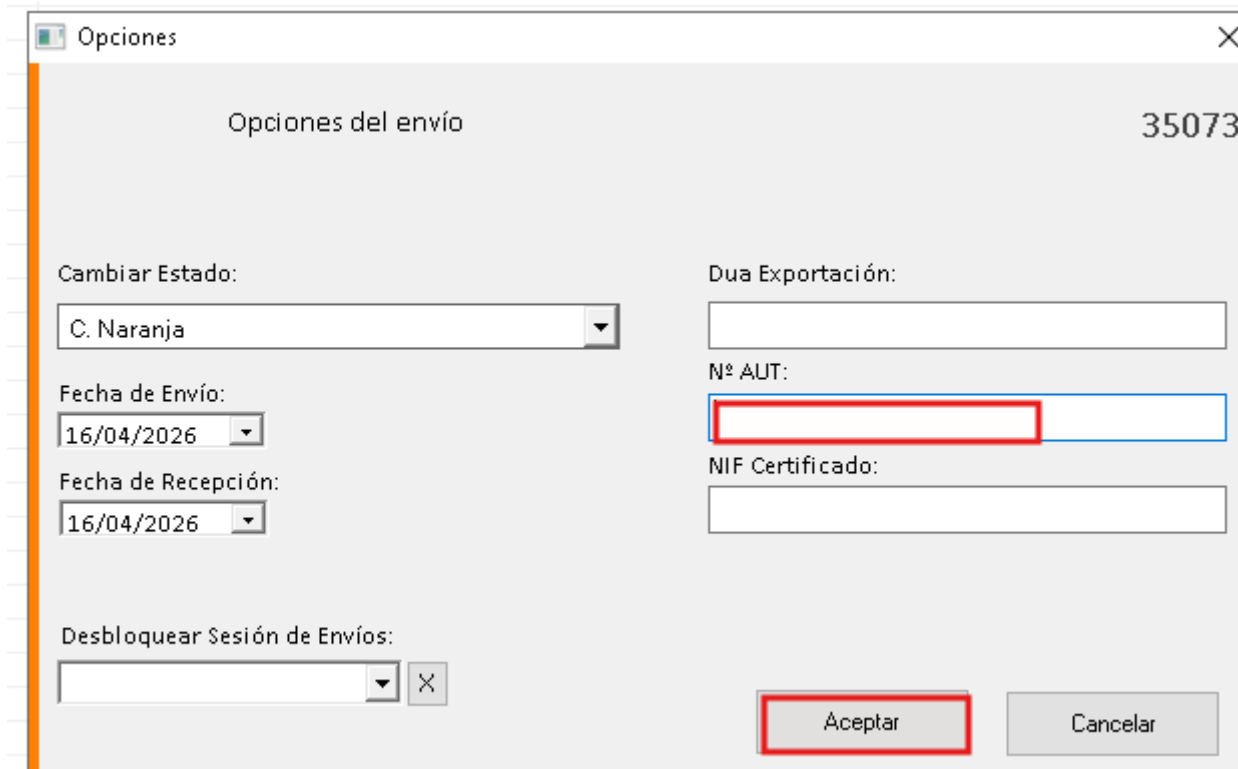 Opciones
Opciones del envío
35073
Cambiar Estado:
C. Naranja
Fecha de Envío:
16/04/2026
Fecha de Recepción:
16/04/2026
Desbloquear Sesión de Envíos:
X
Dua Exportación:
Nº AUT:
NIF Certificado:
Aceptar
Cancelar